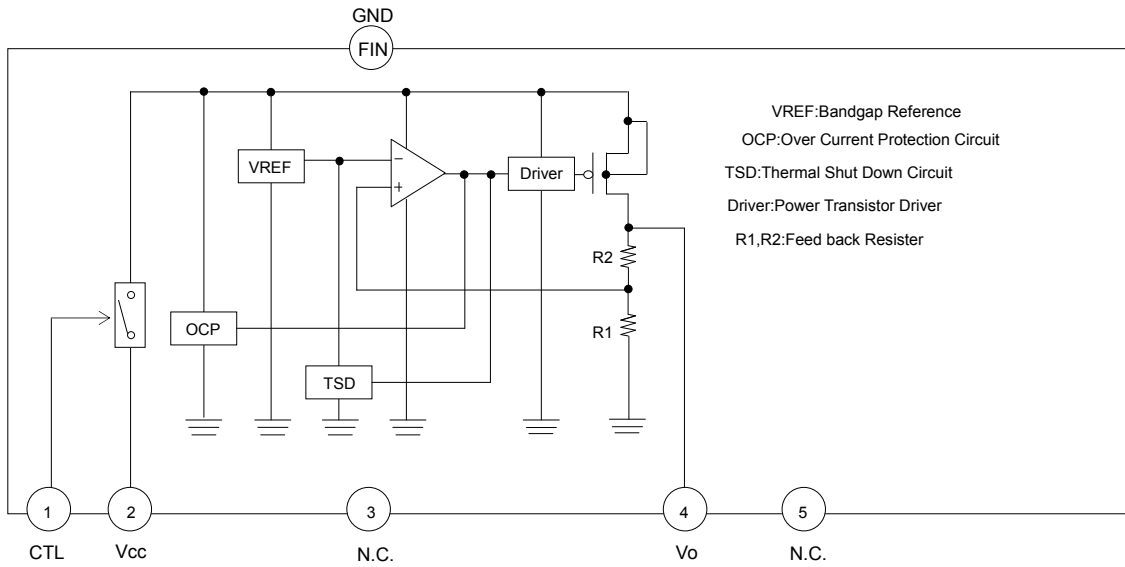 GND
FIN
VREF:Bandgap Reference
OCP:Over Current Protection Circuit
TSD:Thermal Shut Down Circuit
Driver:Power Transistor Driver
R1,R2:Feed back Resister
VREF
−
+
Driver
R2
R1
OCP
TSD
1
2
3
4
5
CTL
Vcc
N.C.
Vo
N.C.